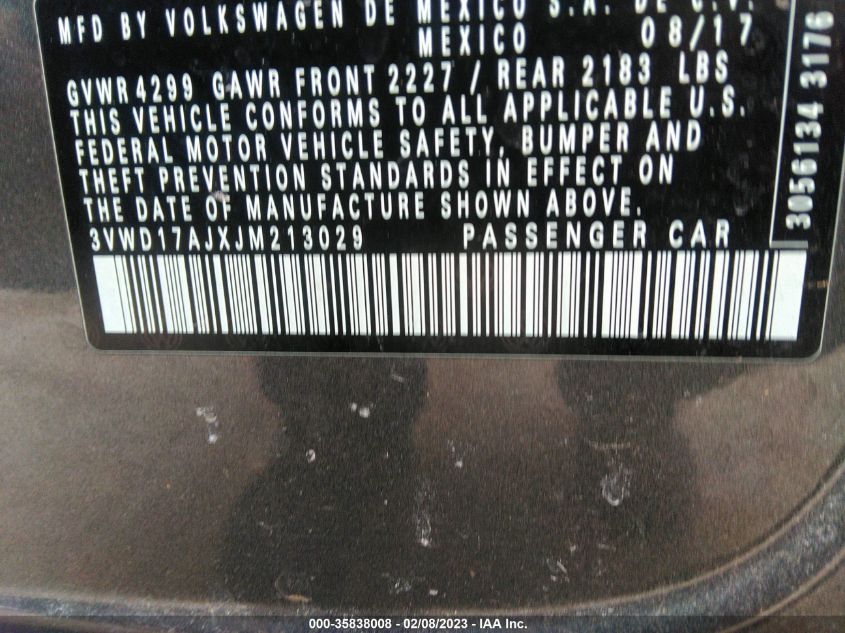 MFD BY VOLKSWAGEN DE MEXICO S.A. DE C.V.
MEXICO 08/17
GVWR 4299 GAWR FRONT 2227 / REAR 2183 LBS
THIS VEHICLE CONFORMS TO ALL APPLICABLE U.S.
FEDERAL MOTOR VEHICLE SAFETY, BUMPER AND
THEFT PREVENTION STANDARDS IN EFFECT ON
THE DATE OF MANUFACTURE SHOWN ABOVE.
3VWD17AJXJM213029 PASSENGER CAR
3056134 3176
000-35838008 - 02/08/2023 - IAA Inc.